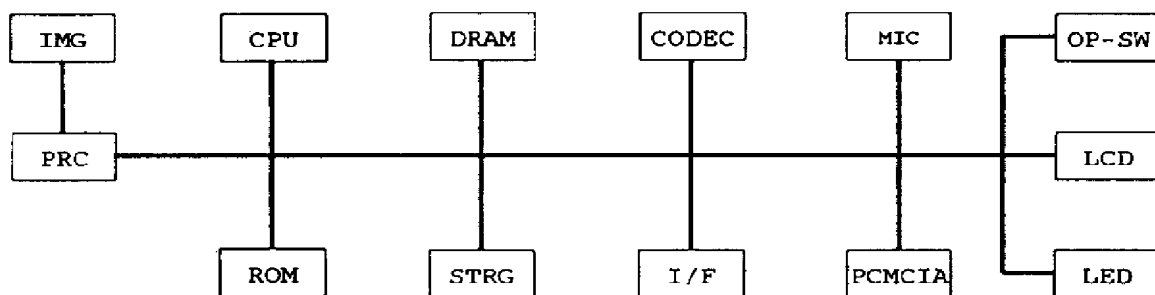 IMG CPU DRAM CODEC MIC OP-SW
PRC LCD
ROM STRG I/F PCMCIA LED